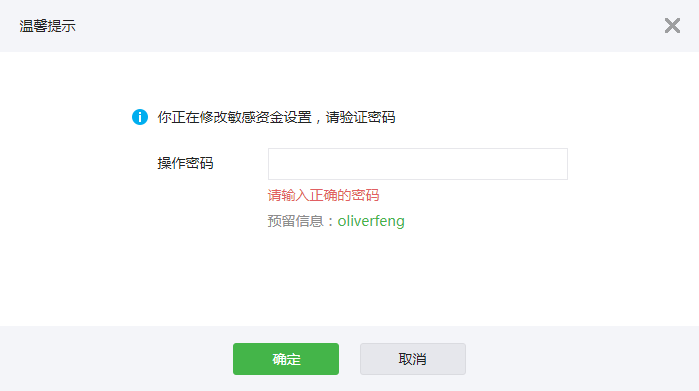 温馨提示
你正在修改敏感资金设置，请验证密码
操作密码
请输入正确的密码
预留信息：oliverfeng
确定
取消